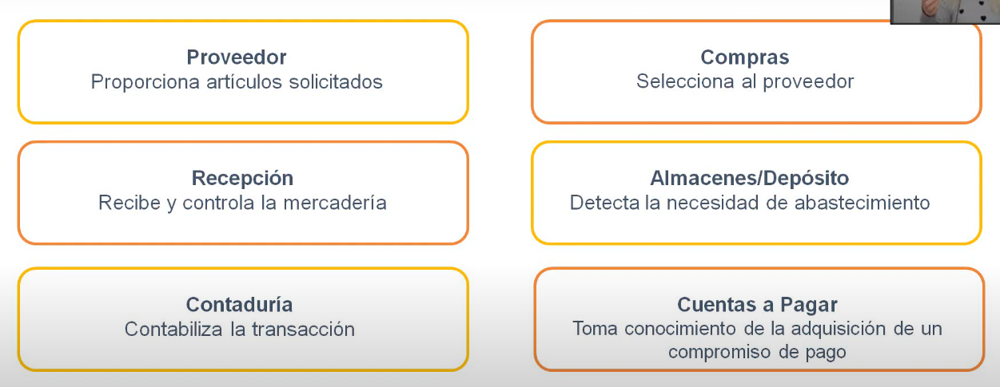 Proveedor
Proporciona artículos solicitados
Compras
Selecciona al proveedor
Recepción
Recibe y controla la mercadería
Almacenes/Depósito
Detecta la necesidad de abastecimiento
Contaduría
Contabiliza la transacción
Cuentas a Pagar
Toma conocimiento de la adquisición de un
compromiso de pago